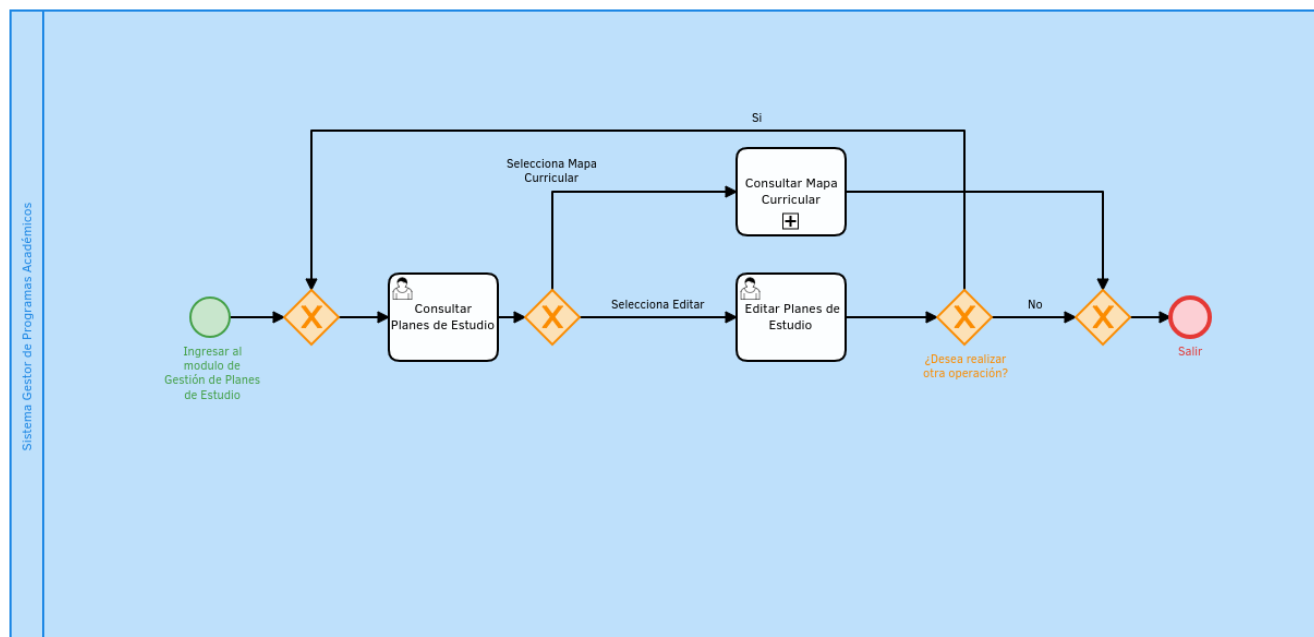 Sistema Gestor de Programas Académicos
Si
Selecciona Mapa
Curricular
Consultar Mapa
Curricular
Consultar
Planes de Estudio
Selecciona Editar
Editar Planes de
Estudio
No
Ingresar al
modulo de
Gestión de Planes
de Estudio
¿Desea realizar
otra operación?
Salir